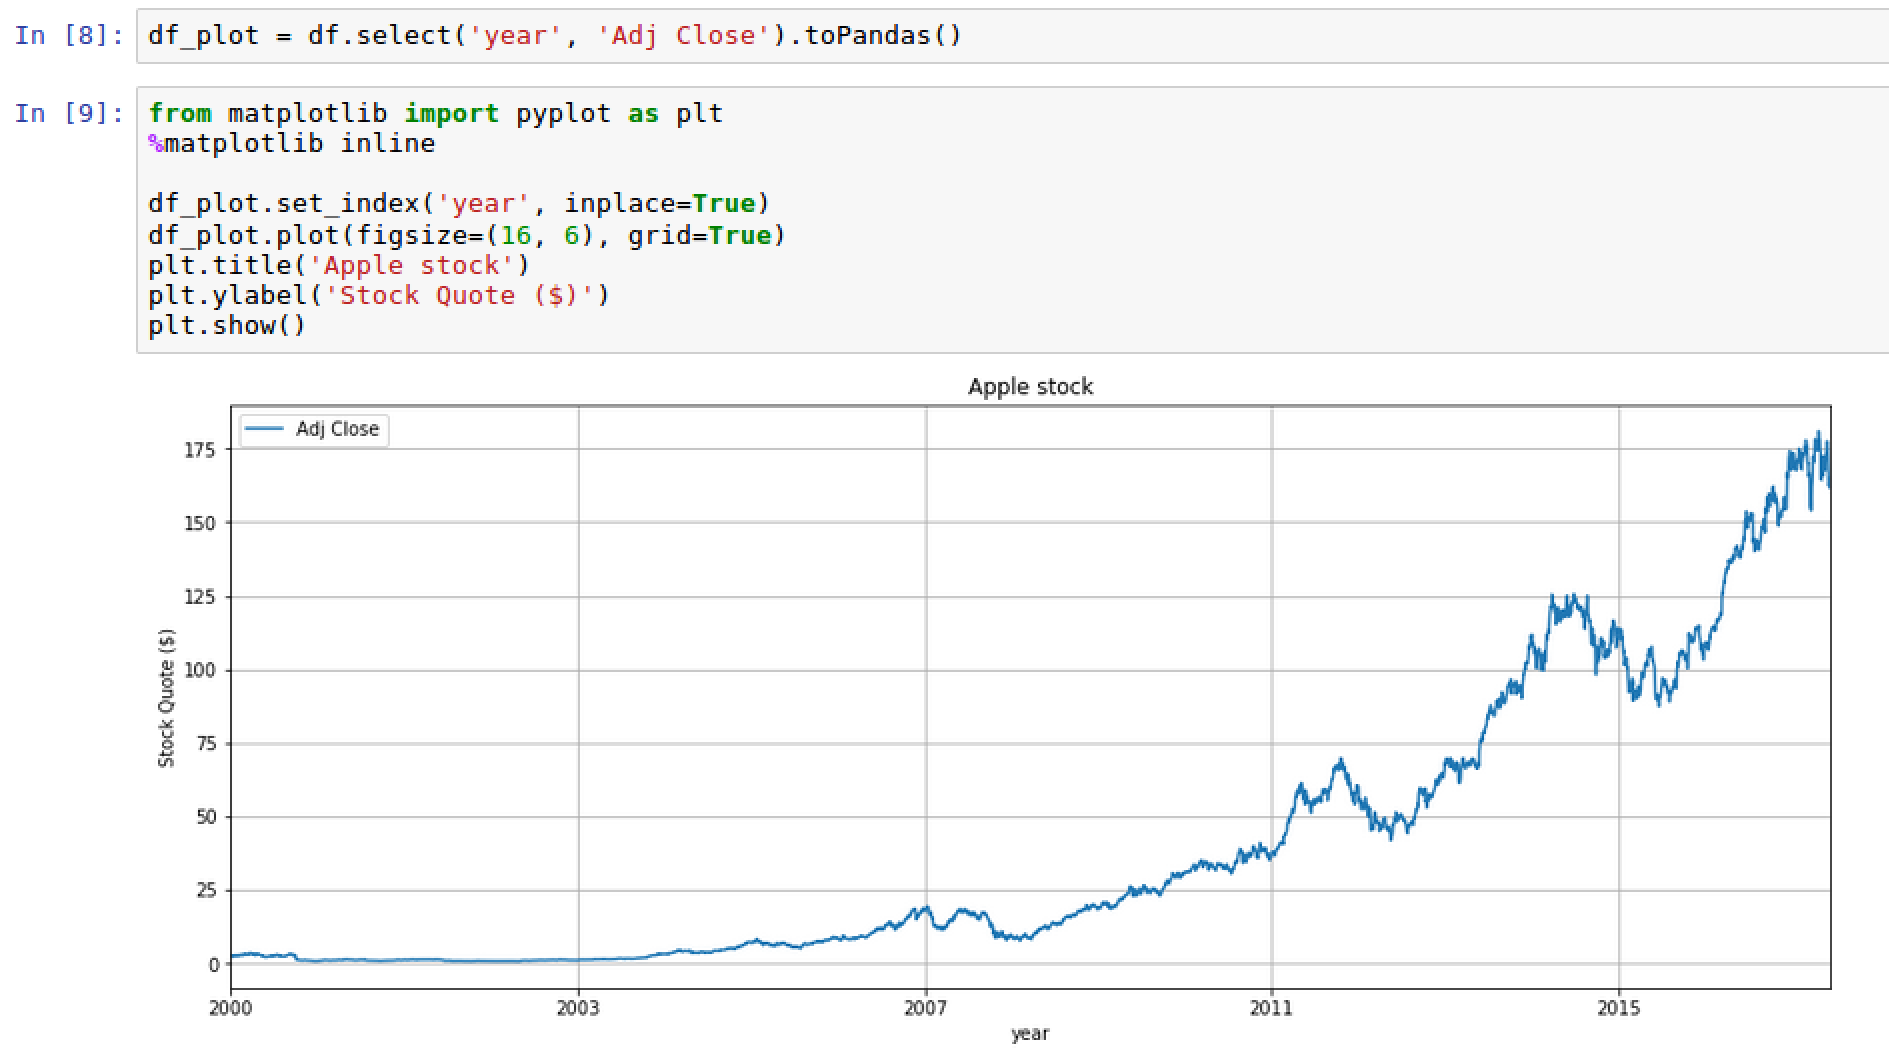 In [8]: df_plot = df.select('year', 'Adj Close').toPandas()
In [9]: from matplotlib import pyplot as plt
%matplotlib inline
df_plot.set_index('year', inplace=True)
df_plot.plot(figsize=(16, 6), grid=True)
plt.title('Apple stock')
plt.ylabel('Stock Quote ($)')
plt.show()
Apple stock
Adj Close
175
150
125
100
75
50
25
0
Stock Quote ($)
2000 2003 2007 2011 2015
year